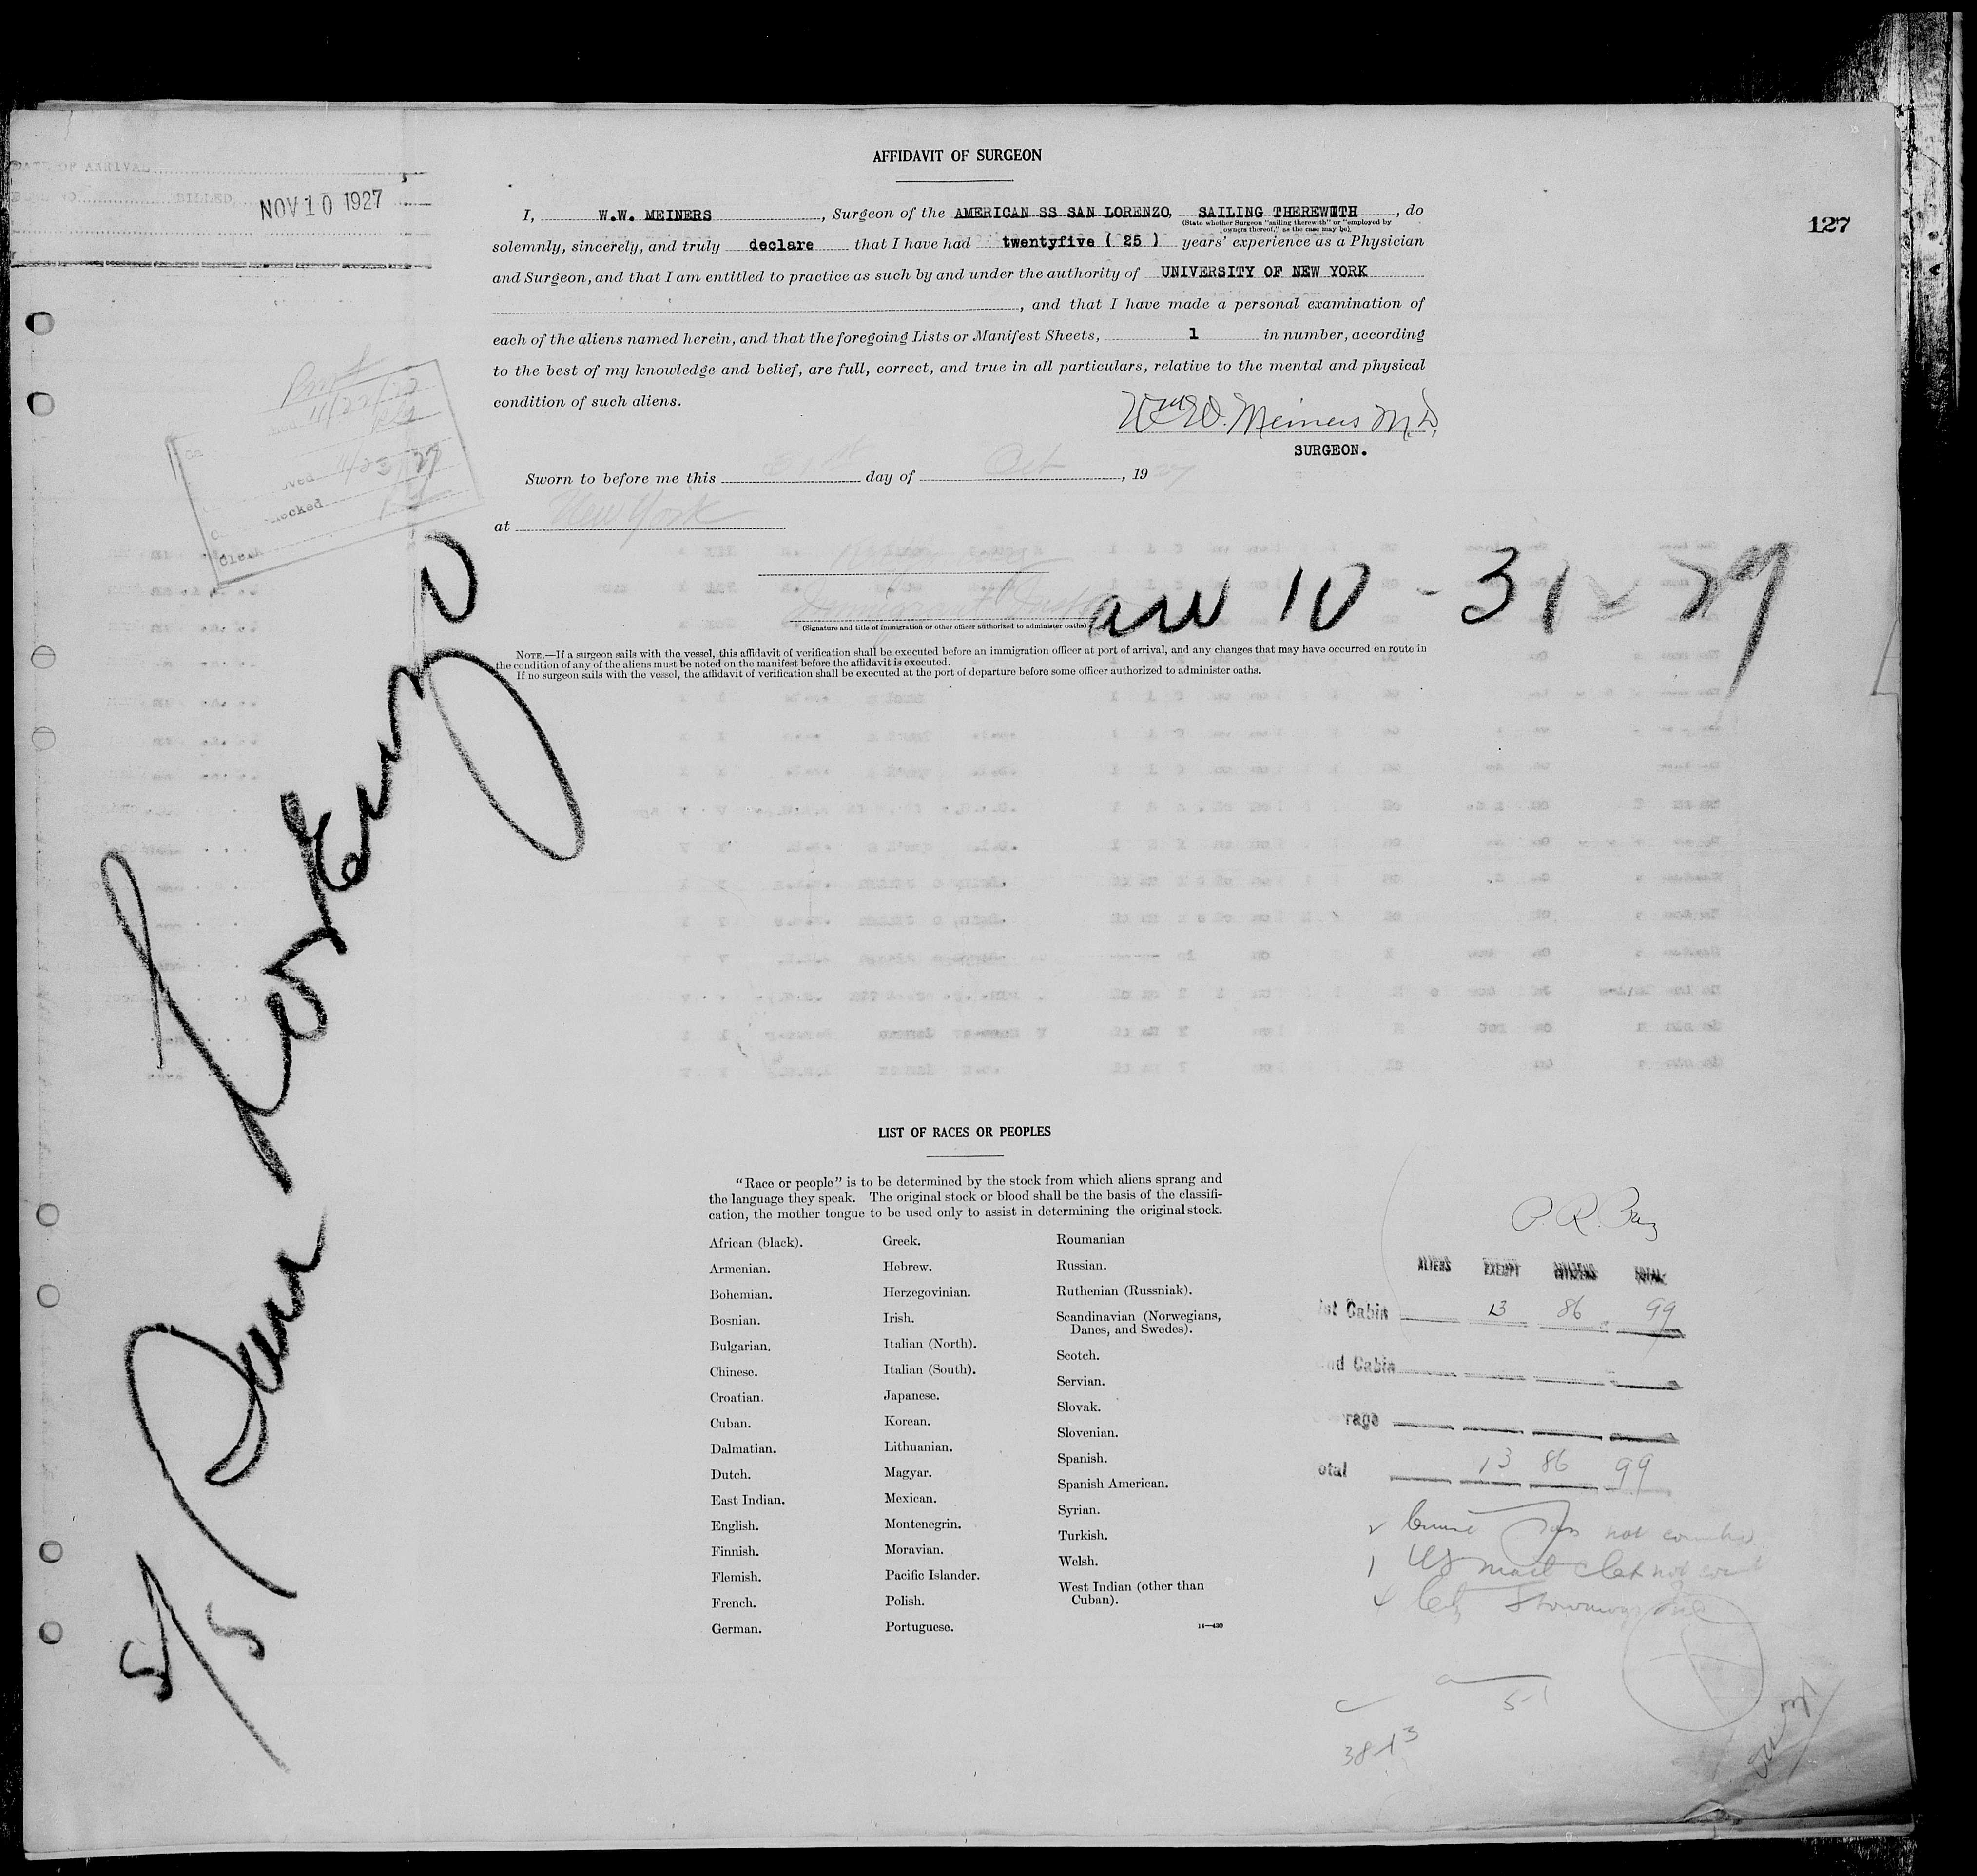 DATE OF ARRIVAL
BILLED
NOV 10 1927
127
AFFIDAVIT OF SURGEON
I, W.W. MEINERS, Surgeon of the AMERICAN SS SAN LORENZO, SAILING THEREWITH, do
(State whether Surgeon "sailing therewith" or "employed by
owners thereof," as the case may be)
solemnly, sincerely, and truly declare that I have had twentyfive ( 25 ) years' experience as a Physician
and Surgeon, and that I am entitled to practice as such by and under the authority of UNIVERSITY OF NEW YORK
, and that I have made a personal examination of
each of the aliens named herein, and that the foregoing Lists or Manifest Sheets, 1 in number, according
to the best of my knowledge and belief, are full, correct, and true in all particulars, relative to the mental and physical
condition of such aliens.
Meiners M.D.
SURGEON.
Sworn to before me this 31st day of Oct, 1927
at New York
(Signature and title of immigration or other officer authorized to administer oaths)
arr 10 - 31 - 27
NOTE.—If a surgeon sails with the vessel, this affidavit of verification shall be executed before an immigration officer at port of arrival, and any changes that may have occurred en route in
the condition of any of the aliens must be noted on the manifest before the affidavit is executed.
If no surgeon sails with the vessel, the affidavit of verification shall be executed at the port of departure before some officer authorized to administer oaths.
S/S San Lorenzo
LIST OF RACES OR PEOPLES
"Race or people" is to be determined by the stock from which aliens sprang and
the language they speak. The original stock or blood shall be the basis of the classifi-
cation, the mother tongue to be used only to assist in determining the original stock.
African (black).
Armenian.
Bohemian.
Bosnian.
Bulgarian.
Chinese.
Croatian.
Cuban.
Dalmatian.
Dutch.
East Indian.
English.
Finnish.
Flemish.
French.
German.
Greek.
Hebrew.
Herzegovinian.
Irish.
Italian (North).
Italian (South).
Japanese.
Korean.
Lithuanian.
Magyar.
Mexican.
Montenegrin.
Moravian.
Pacific Islander.
Polish.
Portuguese.
Roumanian
Russian.
Ruthenian (Russniak).
Scandinavian (Norwegians,
Danes, and Swedes).
Scotch.
Servian.
Slovak.
Slovenian.
Spanish.
Spanish American.
Syrian.
Turkish.
Welsh.
West Indian (other than
Cuban).
14—430
P. R.
ALIENS EXEMPT CITIZENS TOTAL
1st Cabin 13 86 99
2nd Cabin
rage
otal 13 86 99
not
1 US mail not